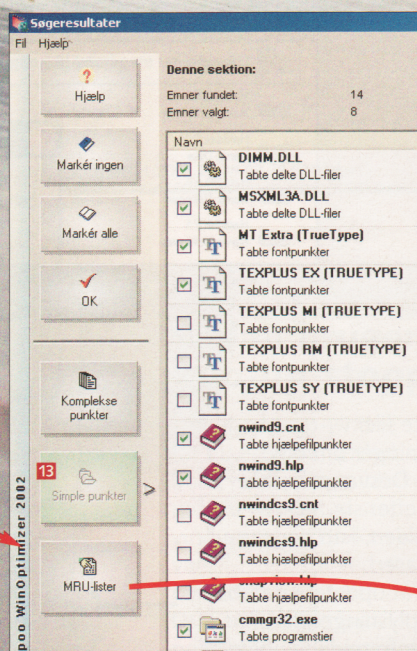 Søgeresultater
Fil Hjælp
Hjælp
Markér ingen
Markér alle
OK
Komplekse punkter
13
Simple punkter
>
MRU-lister
poo WinOptimizer 2002
Denne sektion:
Emner fundet: 14
Emner valgt: 8
Navn
DIMM.DLL
Tabte delte DLL-filer
MSXML3A.DLL
Tabte delte DLL-filer
MT Extra (TrueType)
Tabte fontpunkter
TEXPLUS EX (TRUETYPE)
Tabte fontpunkter
TEXPLUS MI (TRUETYPE)
Tabte fontpunkter
TEXPLUS RM (TRUETYPE)
Tabte fontpunkter
TEXPLUS SY (TRUETYPE)
Tabte fontpunkter
nwind9.cnt
Tabte hjælpefilpunkter
nwind9.hlp
Tabte hjælpefilpunkter
nwindcs9.cnt
Tabte hjælpefilpunkter
nwindcs9.hlp
Tabte hjælpefilpunkter
Tabte hjælpefilpunkter
cmmgr32.exe
Tabte programstier